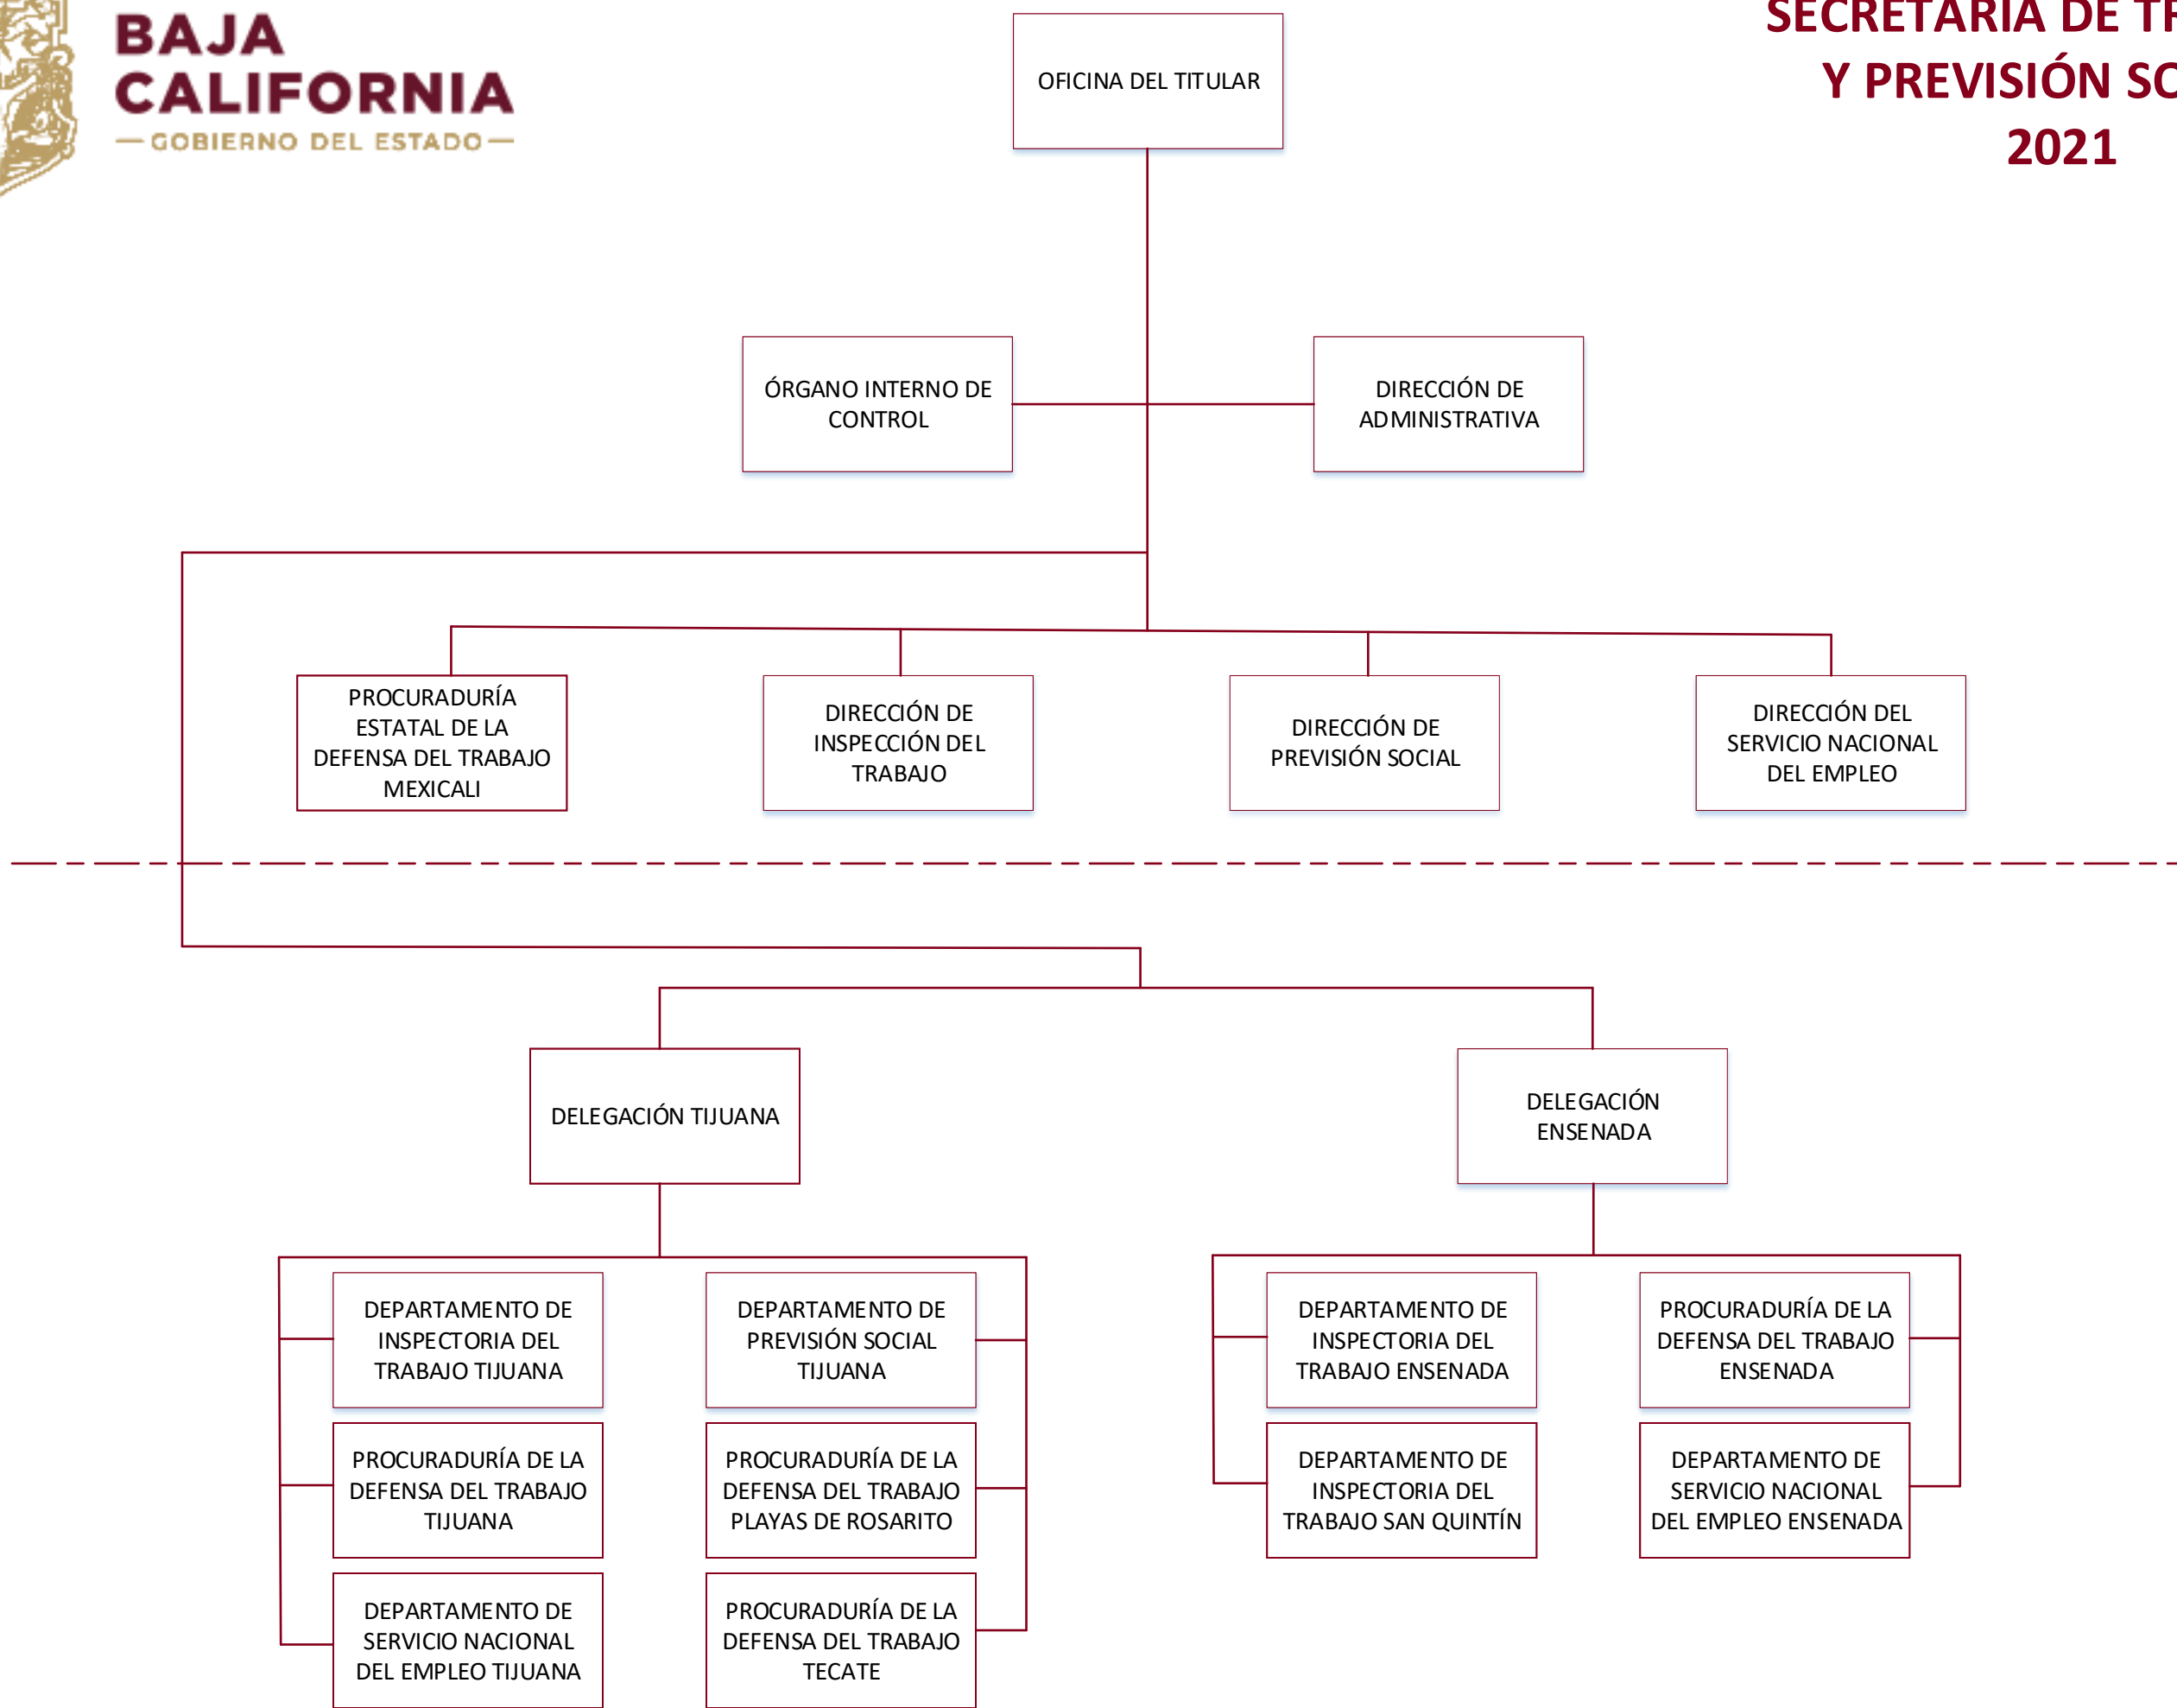 BAJA
CALIFORNIA
GOBIERNO DEL ESTADO
SECRETARÍA DE
Y PREVISIÓN
2021
OFICINA DEL TITULAR
ÓRGANO INTERNO DE
CONTROL
DIRECCIÓN DE
ADMINISTRATIVA
PROCURADURÍA
ESTATAL DE LA
DEFENSA DEL TRABAJO
MEXICALI
DIRECCIÓN DE
INSPECCIÓN DEL
TRABAJO
DIRECCIÓN DE
PREVISIÓN SOCIAL
DIRECCIÓN DEL
SERVICIO NACIONAL
DEL EMPLEO
DELEGACIÓN TIJUANA
DELEGACIÓN
ENSENADA
DEPARTAMENTO DE
INSPECTORIA DEL
TRABAJO TIJUANA
DEPARTAMENTO DE
PREVISIÓN SOCIAL
TIJUANA
DEPARTAMENTO DE
INSPECTORIA DEL
TRABAJO ENSENADA
PROCURADURÍA DE LA
DEFENSA DEL TRABAJO
ENSENADA
PROCURADURÍA DE LA
DEFENSA DEL TRABAJO
TIJUANA
PROCURADURÍA DE LA
DEFENSA DEL TRABAJO
PLAYAS DE ROSARITO
DEPARTAMENTO DE
INSPECTORIA DEL
TRABAJO SAN QUINTÍN
DEPARTAMENTO DE
SERVICIO NACIONAL
DEL EMPLEO ENSENADA
DEPARTAMENTO DE
SERVICIO NACIONAL
DEL EMPLEO TIJUANA
PROCURADURÍA DE LA
DEFENSA DEL TRABAJO
TECATE